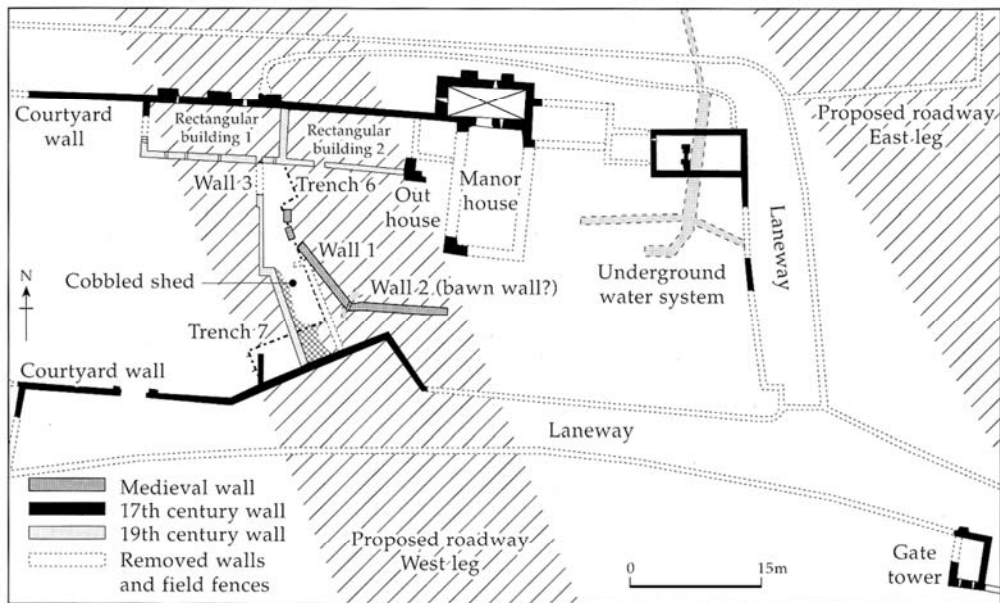 Courtyard
wall
Rectangular
building 1
Rectangular
building 2
Wall 3
Trench 6
Out
house
Manor
house
Proposed roadway
East leg
Laneway
Wall 1
N
Cobbled shed
Wall 2 (bawn wall?)
Underground
water system
Trench 7
Courtyard wall
Laneway
Medieval wall
17th century wall
19th century wall
Removed walls
and field fences
Proposed roadway
West leg
0
15m
Gate
tower